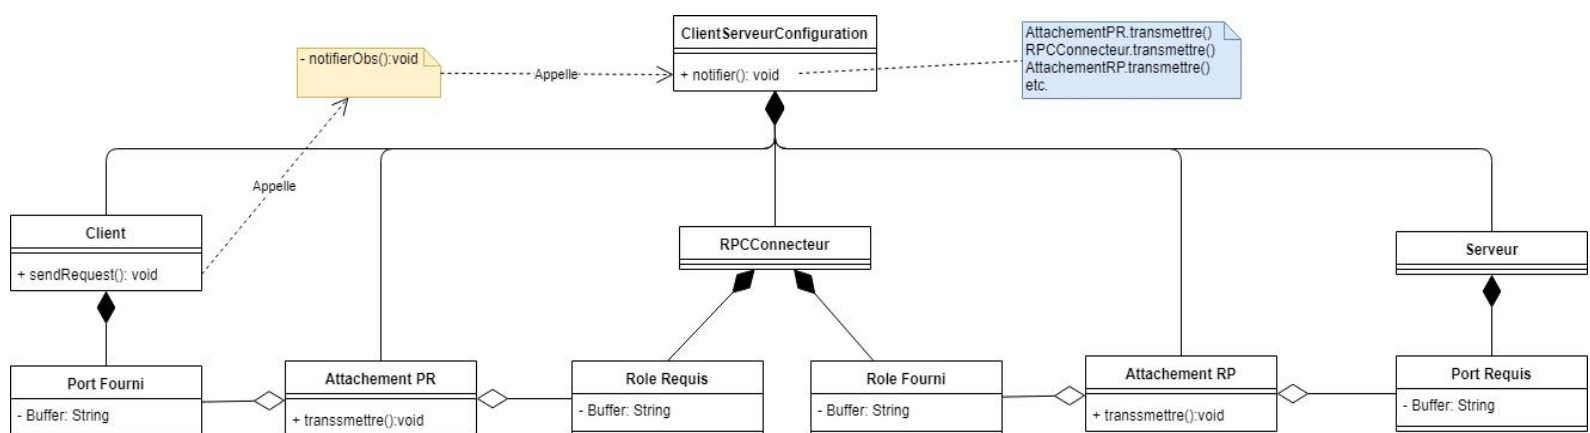 ClientServeurConfiguration
+ notifier(): void
AttachementPR.transmettre()
RPCConnecteur.transmettre()
AttachementRP.transmettre()
etc.
- notifierObs():void
Appelle
Appelle
Client
+ sendRequest(): void
RPCConnecteur
Serveur
Port Fourni
- Buffer: String
Attachement PR
+ transsmettre():void
Role Requis
- Buffer: String
Role Fourni
- Buffer: String
Attachement RP
+ transsmettre():void
Port Requis
- Buffer: String